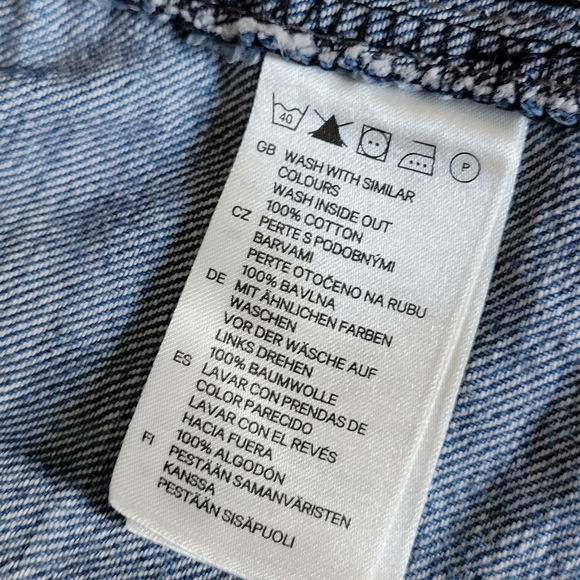 40 P
GB WASH WITH SIMILAR
COLOURS
WASH INSIDE OUT
100% COTTON
CZ PERTE S PODOBNÝMI
BARVAMI
PERTE OTOČENO NA RUBU
100% BAVLNA
DE MIT ÄHNLICHEN FARBEN
WASCHEN
VOR DER WÄSCHE AUF
LINKS DREHEN
100% BAUMWOLLE
ES LAVAR CON PRENDAS DE
COLOR PARECIDO
LAVAR CON EL REVÉS
HACIA FUERA
100% ALGODÓN
FI PESTÄÄN SAMANVÄRISTEN
KANSSA
PESTÄÄN SISÄPUOLI